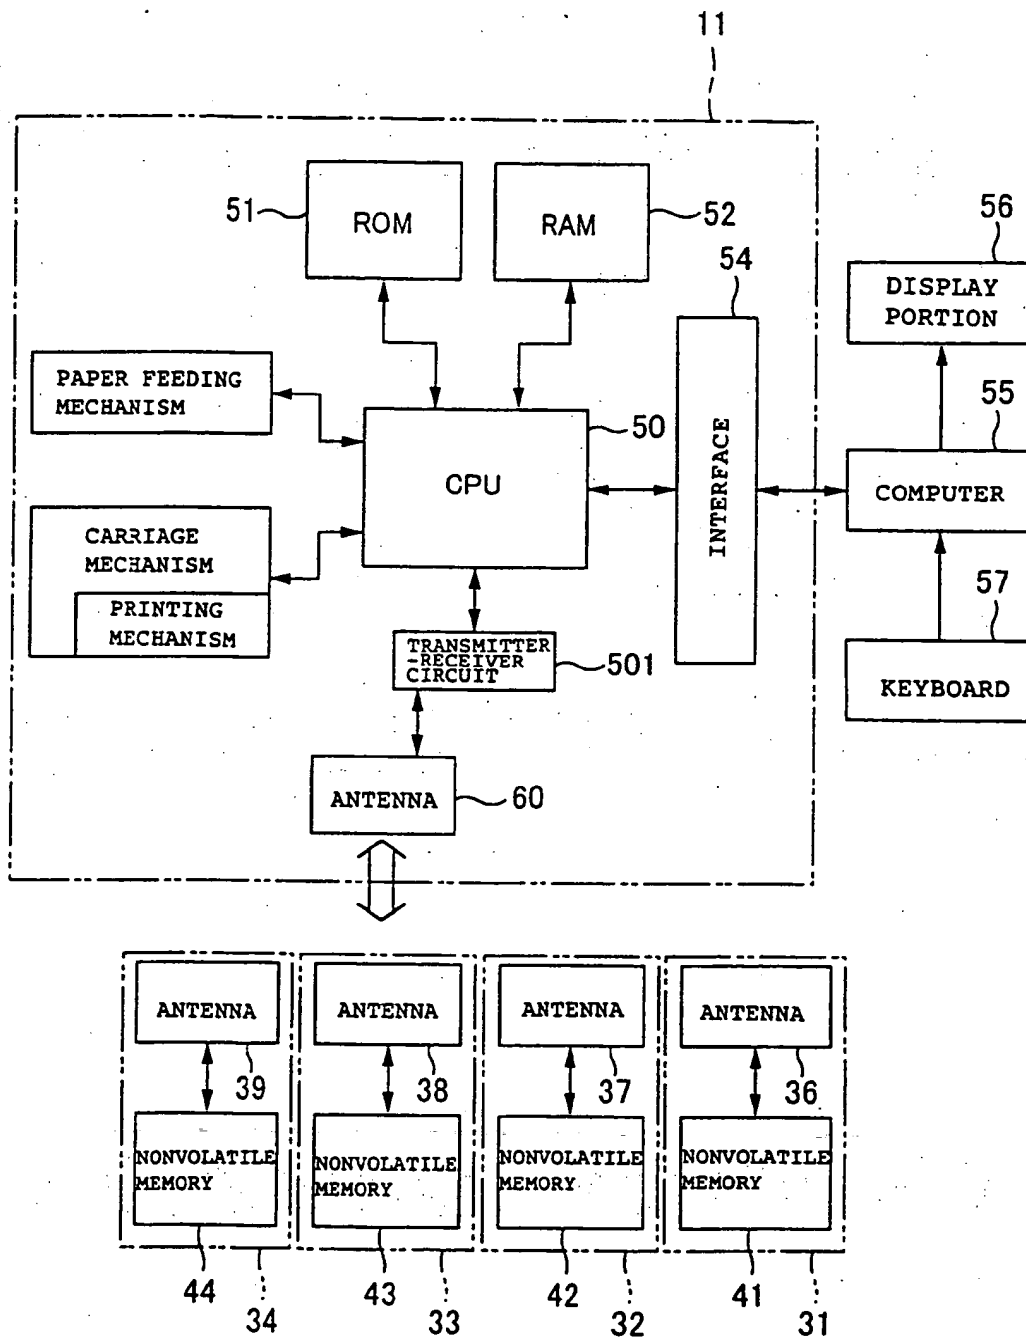 11
51
ROM
RAM
52
54
56
DISPLAY
PORTION
PAPER FEEDING
MECHANISM
50
CPU
INTERFACE
55
COMPUTER
CARRIAGE
MECHANISM
PRINTING
MECHANISM
57
TRANSMITTER
-RECEIVER
CIRCUIT
501
KEYBOARD
ANTENNA
60
ANTENNA
ANTENNA
ANTENNA
ANTENNA
39
38
37
36
NONVOLATILE
MEMORY
NONVOLATILE
MEMORY
NONVOLATILE
MEMORY
NONVOLATILE
MEMORY
44
34
43
33
42
32
41
31